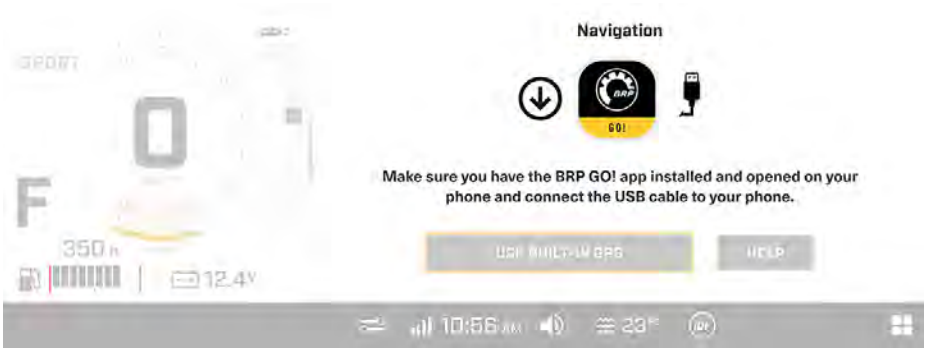 Navigation
SPORT
BRP
GO!
0
Make sure you have the BRP GO! app installed and opened on your
phone and connect the USB cable to your phone.
F
USE BUILT-IN GPS
HELP
350 h
12.4V
10:56 AM
23°
iDF